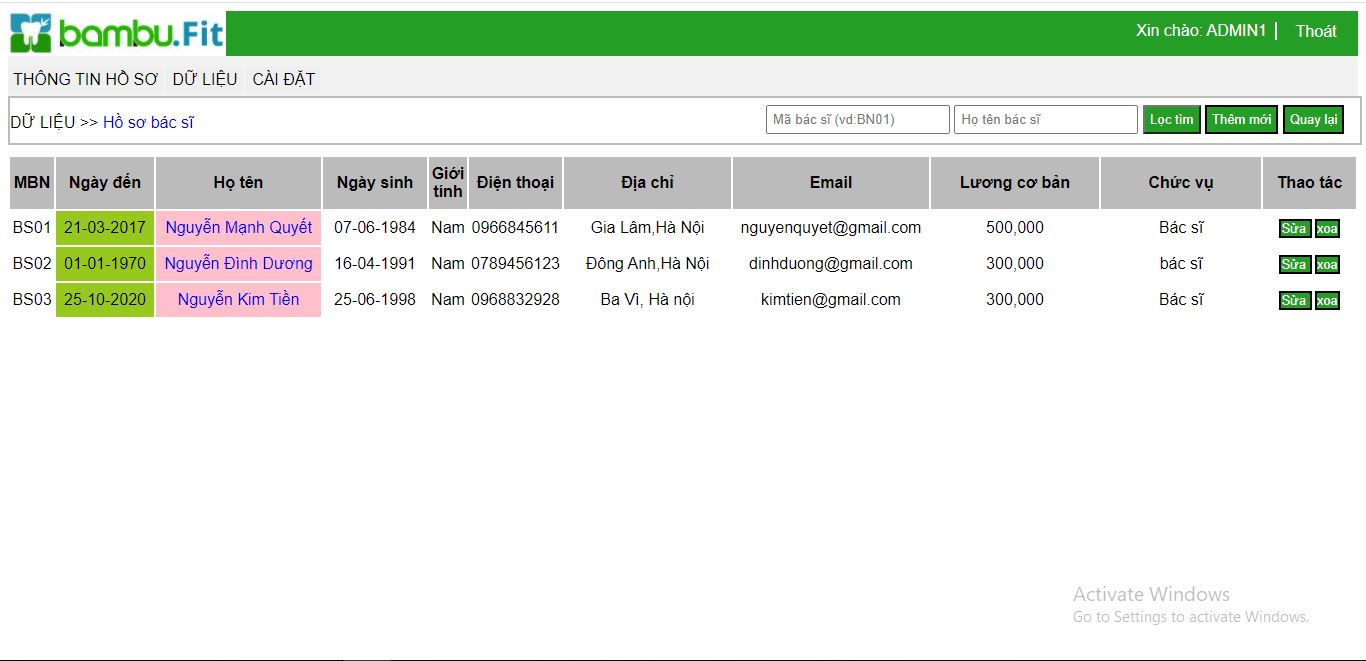 bambu.Fit
Xin chào: ADMIN1 | Thoát
THÔNG TIN HỒ SƠ DỮ LIỆU CÀI ĐẶT
DỮ LIỆU >> Hồ sơ bác sĩ Mã bác sĩ (vd:BN01) Họ tên bác sĩ Lọc tìm Thêm mới Quay lại
MBN Ngày đến Họ tên Ngày sinh Giới tính Điện thoại Địa chỉ Email Lương cơ bản Chức vụ Thao tác
BS01 21-03-2017 Nguyễn Mạnh Quyết 07-06-1984 Nam 0966845611 Gia Lâm,Hà Nội nguyenquyet@gmail.com 500,000 Bác sĩ Sửa xoa
BS02 01-01-1970 Nguyễn Đình Dương 16-04-1991 Nam 0789456123 Đông Anh,Hà Nội dinhduong@gmail.com 300,000 bác sĩ Sửa xoa
BS03 25-10-2020 Nguyễn Kim Tiền 25-06-1998 Nam 0968832928 Ba Vì, Hà nội kimtien@gmail.com 300,000 Bác sĩ Sửa xoa
Activate Windows
Go to Settings to activate Windows.